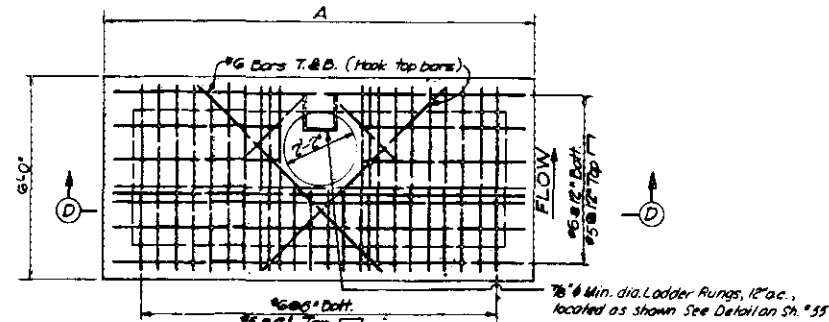 A
#6 Bars T.&B. (Hook top bars)
6'-0"
2'-2"
FLOW
#5@12" Bott.
#5@12" Top
D
D
#6@6" Bott.
7/8"φ Min. dia. Ladder Rungs, 12"o.c.,
located as shown See Detail on Sh. #55